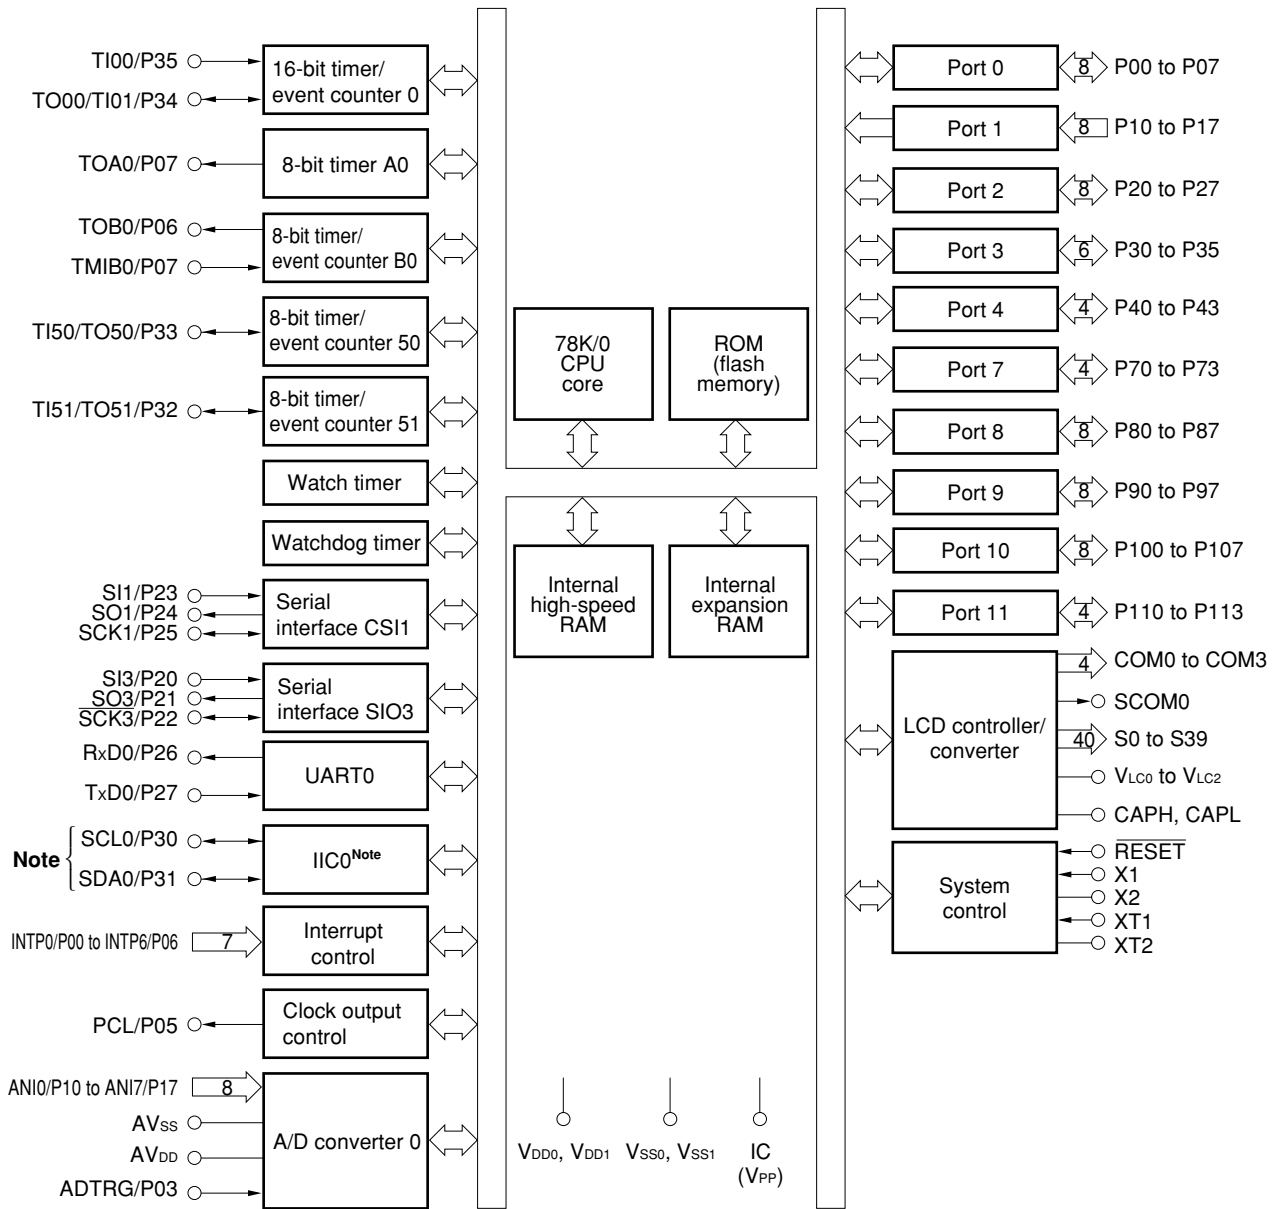 TI00/P35
TO00/TI01/P34
16-bit timer/
event counter 0
TOA0/P07
8-bit timer A0
TOB0/P06
TMIB0/P07
8-bit timer/
event counter B0
TI50/TO50/P33
8-bit timer/
event counter 50
TI51/TO51/P32
8-bit timer/
event counter 51
Watch timer
Watchdog timer
SI1/P23
SO1/P24
SCK1/P25
Serial
interface CSI1
SI3/P20
SO3/P21
SCK3/P22
Serial
interface SIO3
RxD0/P26
TxD0/P27
UART0
Note
SCL0/P30
SDA0/P31
IIC0Note
INTP0/P00 to INTP6/P06
7
Interrupt
control
PCL/P05
Clock output
control
ANI0/P10 to ANI7/P17
8
AVSS
AVDD
ADTRG/P03
A/D converter 0
78K/0
CPU
core
ROM
(flash
memory)
Internal
high-speed
RAM
Internal
expansion
RAM
VDD0, VDD1
VSS0, VSS1
IC
(VPP)
Port 0
8
P00 to P07
Port 1
8
P10 to P17
Port 2
8
P20 to P27
Port 3
6
P30 to P35
Port 4
4
P40 to P43
Port 7
4
P70 to P73
Port 8
8
P80 to P87
Port 9
8
P90 to P97
Port 10
8
P100 to P107
Port 11
4
P110 to P113
LCD controller/
converter
4
COM0 to COM3
SCOM0
40
S0 to S39
VLC0 to VLC2
CAPH, CAPL
System
control
RESET
X1
X2
XT1
XT2